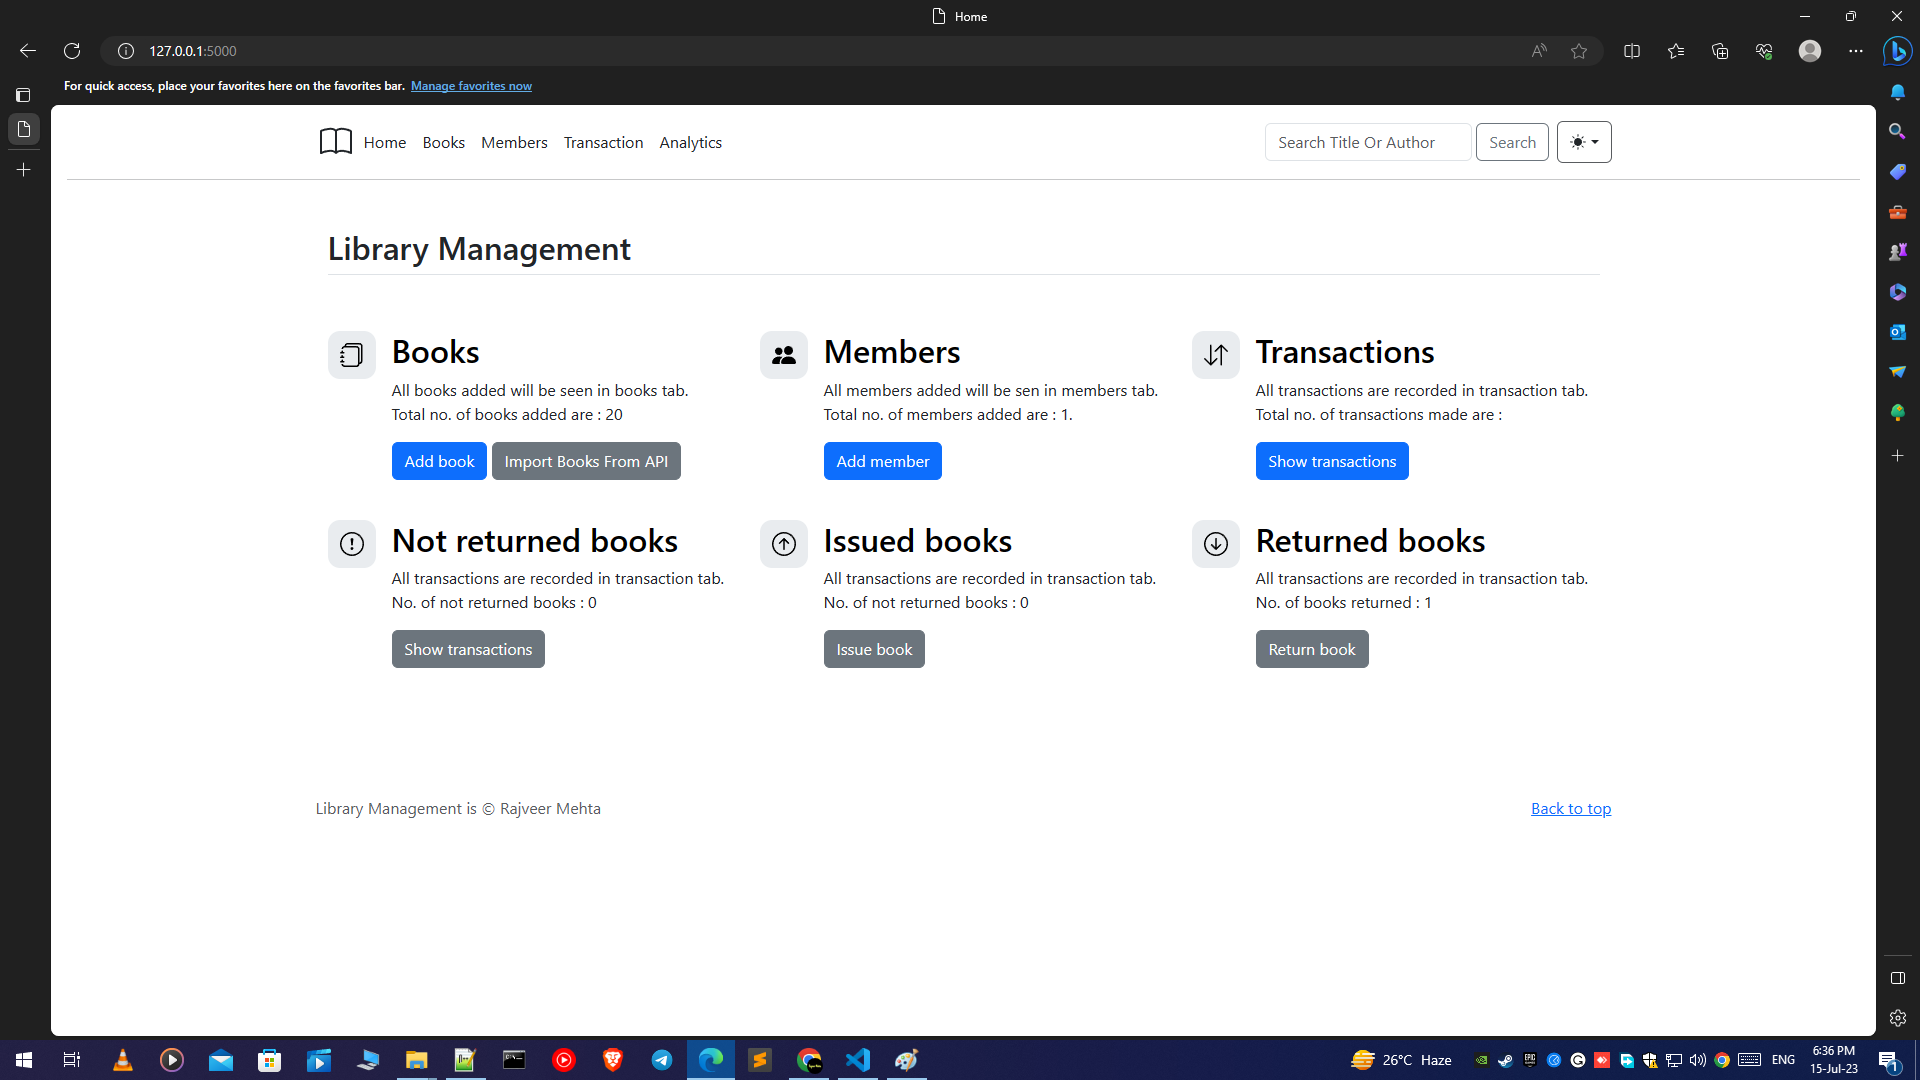 Home
127.0.0.1:5000
For quick access, place your favorites here on the favorites bar. Manage favorites now
Home Books Members Transaction Analytics Search Title Or Author Search
Library Management
Books
All books added will be seen in books tab.
Total no. of books added are : 20
Add book Import Books From API
Members
All members added will be sen in members tab.
Total no. of members added are : 1.
Add member
Transactions
All transactions are recorded in transaction tab.
Total no. of transactions made are :
Show transactions
Not returned books
All transactions are recorded in transaction tab.
No. of not returned books : 0
Show transactions
Issued books
All transactions are recorded in transaction tab.
No. of not returned books : 0
Issue book
Returned books
All transactions are recorded in transaction tab.
No. of books returned : 1
Return book
Library Management is © Rajveer Mehta Back to top
26°C Haze ENG
6:36 PM
15-Jul-23
1